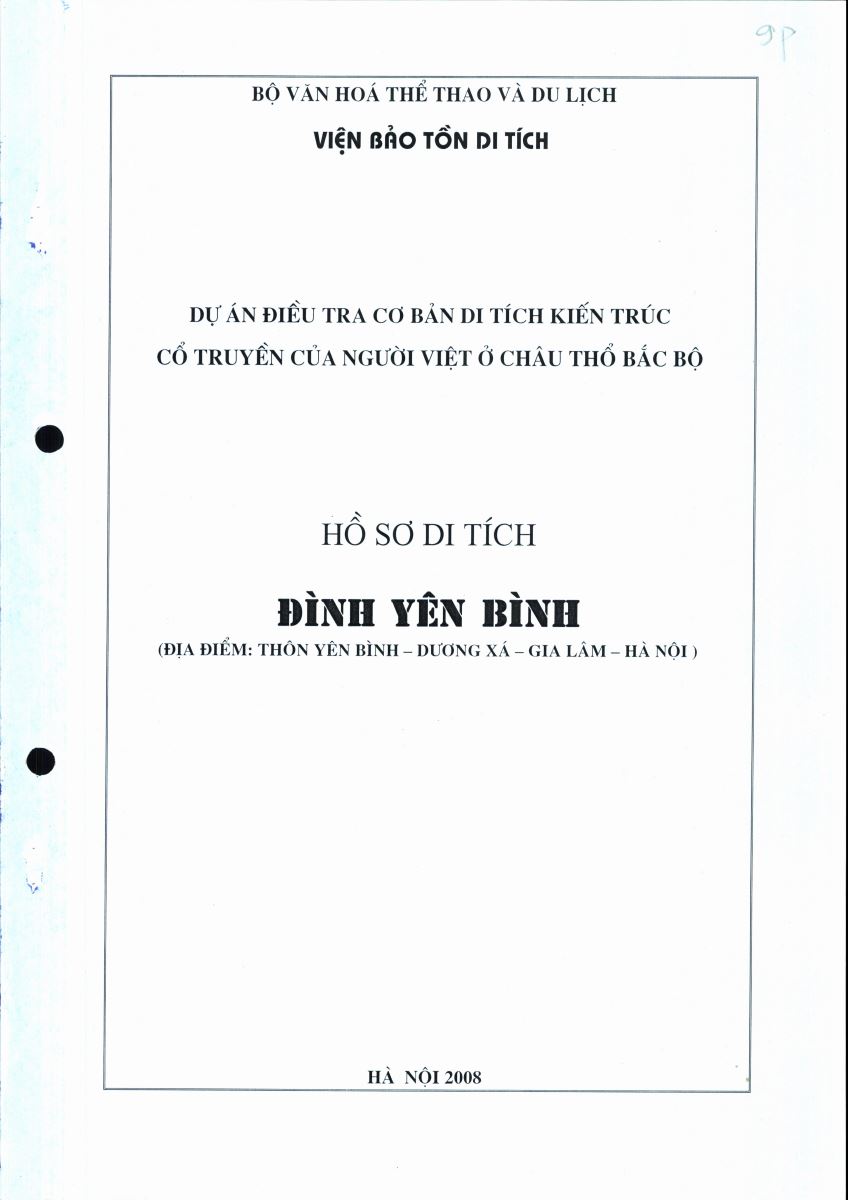 9p
BỘ VĂN HOÁ THỂ THAO VÀ DU LỊCH
VIỆN BẢO TỒN DI TÍCH
DỰ ÁN ĐIỀU TRA CƠ BẢN DI TÍCH KIẾN TRÚC
CỔ TRUYỀN CỦA NGƯỜI VIỆT Ở CHÂU THỔ BẮC BỘ
HỒ SƠ DI TÍCH
ĐÌNH YÊN BÌNH
(ĐỊA ĐIỂM: THÔN YÊN BÌNH – DƯƠNG XÁ – GIA LÂM – HÀ NỘI )
HÀ NỘI 2008